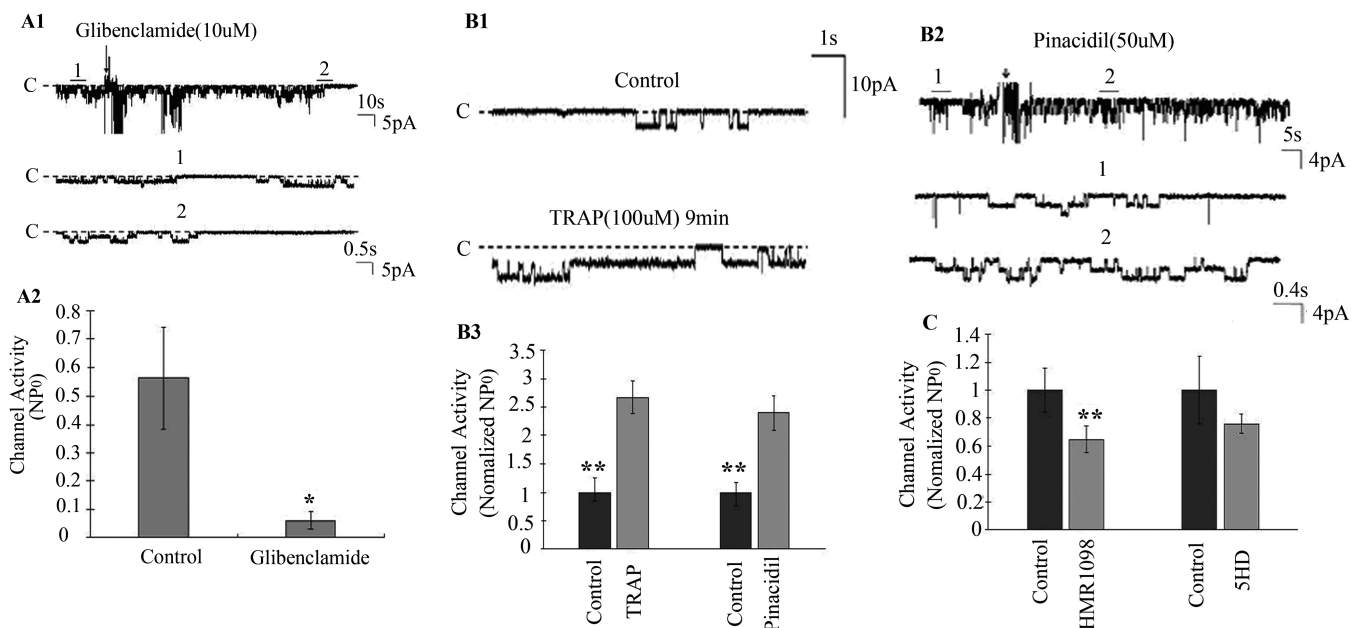 A1
Glibenclamide(10uM)
C
1
2
10s
5pA
1
C
2
C
0.5s
5pA
B1
1s
10pA
Control
C
TRAP(100uM) 9min
C
B2
Pinacidil(50uM)
1
2
C
5s
4pA
1
2
0.4s
4pA
A2
Channel Activity
(NP0)
0.8
0.7
0.6
0.5
0.4
0.3
0.2
0.1
0
*
Control
Glibenclamide
B3
Channel Activity
(Nomalized NP0)
3.5
3
2.5
2
1.5
1
0.5
0
**
**
Control
TRAP
Control
Pinacidil
C
Channel Activity
(Nomalized NP0)
1.4
1.2
1
0.8
0.6
0.4
0.2
0
**
Control
HMR1098
Control
5HD